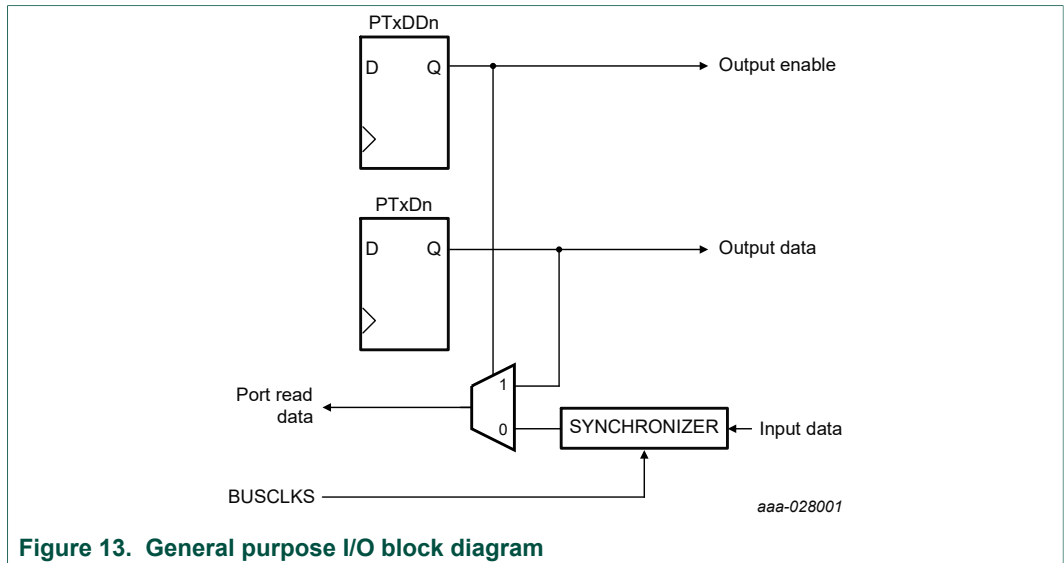 PTxDDn
D Q
Output enable
PTxDn
D Q
Output data
1
Port read
data
0
SYNCHRONIZER
Input data
BUSCLKS
aaa-028001
Figure 13. General purpose I/O block diagram